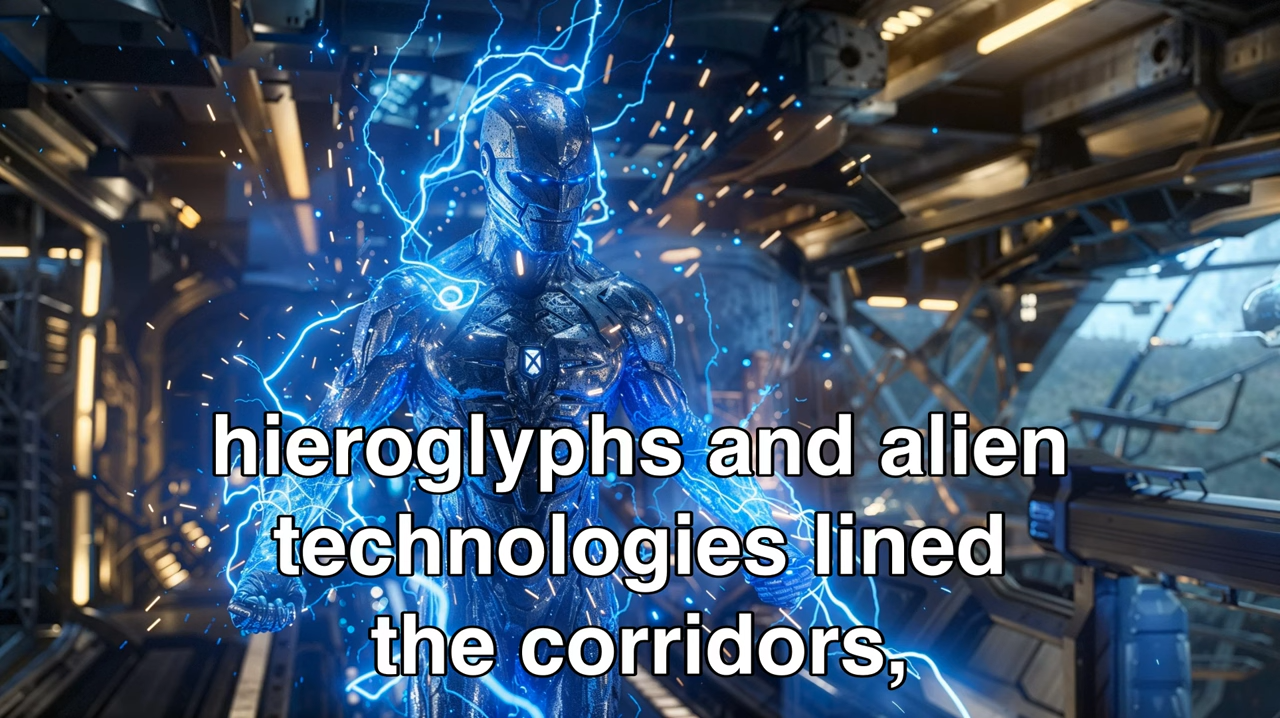 hieroglyphs and alien
technologies lined
the corridors,